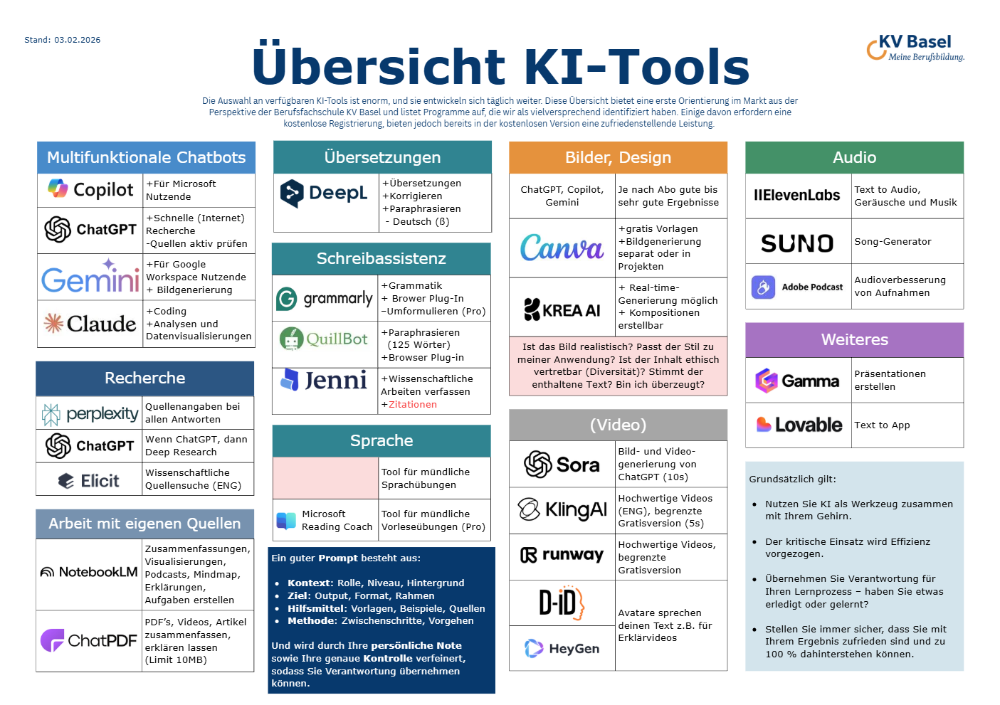 Stand: 03.02.2026
KV Basel
Meine Berufsbildung.
Übersicht KI-Tools
Die Auswahl an verfügbaren KI-Tools ist enorm, und sie entwickeln sich täglich weiter. Diese Übersicht bietet eine erste Orientierung im Markt aus der
Perspektive der Berufsfachschule KV Basel und listet Programme auf, die wir als vielversprechend identifiziert haben. Einige davon erfordern eine
kostenlose Registrierung, bieten jedoch bereits in der kostenlosen Version eine zufriedenstellende Leistung.
Multifunktionale Chatbots
Copilot
+Für Microsoft
Nutzende
ChatGPT
+Schnelle (Internet)
Recherche
-Quellen aktiv prüfen
Gemini
+Für Google
Workspace Nutzende
+ Bildgenerierung
Claude
+Coding
+Analysen und
Datenvisualisierungen
Recherche
perplexity
Quellenangaben bei
allen Antworten
ChatGPT
Wenn ChatGPT, dann
Deep Research
Elicit
Wissenschaftliche
Quellensuche (ENG)
Arbeit mit eigenen Quellen
NotebookLM
Zusammenfassungen,
Visualisierungen,
Podcasts, Mindmap,
Erklärungen,
Aufgaben erstellen
ChatPDF
PDF's, Videos, Artikel
zusammenfassen,
erklären lassen
(Limit 10MB)
Übersetzungen
DeepL
+Übersetzungen
+Korrigieren
+Paraphrasieren
- Deutsch (ß)
Schreibassistenz
grammarly
+Grammatik
+ Brower Plug-In
–Umformulieren (Pro)
QuillBot
+Paraphrasieren
(125 Wörter)
+Browser Plug-in
Jenni
+Wissenschaftliche
Arbeiten verfassen
+Zitationen
Sprache
Tool für mündliche
Sprachübungen
Microsoft
Reading Coach
Tool für mündliche
Vorleseübungen (Pro)
Ein guter Prompt besteht aus:
• Kontext: Rolle, Niveau, Hintergrund
• Ziel: Output, Format, Rahmen
• Hilfsmittel: Vorlagen, Beispiele, Quellen
• Methode: Zwischenschritte, Vorgehen
Und wird durch Ihre persönliche Note
sowie Ihre genaue Kontrolle verfeinert,
sodass Sie Verantwortung übernehmen
können.
Bilder, Design
ChatGPT, Copilot,
Gemini
Je nach Abo gute bis
sehr gute Ergebnisse
Canva
+gratis Vorlagen
+Bildgenerierung
separat oder in
Projekten
KREA AI
+ Real-time-
Generierung möglich
+ Kompositionen
erstellbar
Ist das Bild realistisch? Passt der Stil zu
meiner Anwendung? Ist der Inhalt ethisch
vertretbar (Diversität)? Stimmt der
enthaltene Text? Bin ich überzeugt?
(Video)
Sora
Bild- und Video-
generierung von
ChatGPT (10s)
KlingAI
Hochwertige Videos
(ENG), begrenzte
Gratisversion (5s)
runway
Hochwertige Videos,
begrenzte
Gratisversion
D-iD
HeyGen
Avatare sprechen
deinen Text z.B. für
Erklärvideos
Audio
IIElevenLabs
Text to Audio,
Geräusche und Musik
SUNO
Song-Generator
Adobe Podcast
Audioverbesserung
von Aufnahmen
Weiteres
Gamma
Präsentationen
erstellen
Lovable
Text to App
Grundsätzlich gilt:
• Nutzen Sie KI als Werkzeug zusammen
mit Ihrem Gehirn.
• Der kritische Einsatz wird Effizienz
vorgezogen.
• Übernehmen Sie Verantwortung für
Ihren Lernprozess – haben Sie etwas
erledigt oder gelernt?
• Stellen Sie immer sicher, dass Sie mit
Ihrem Ergebnis zufrieden sind und zu
100 % dahinterstehen können.